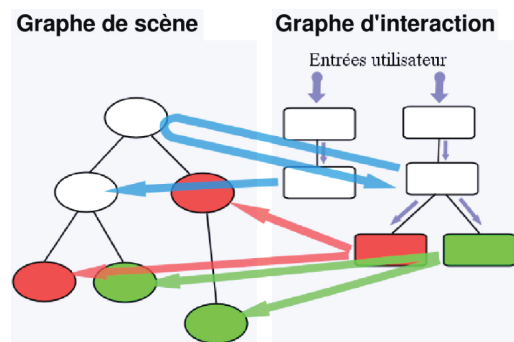 Graphe de scène
Graphe d'interaction
Entrées utilisateur